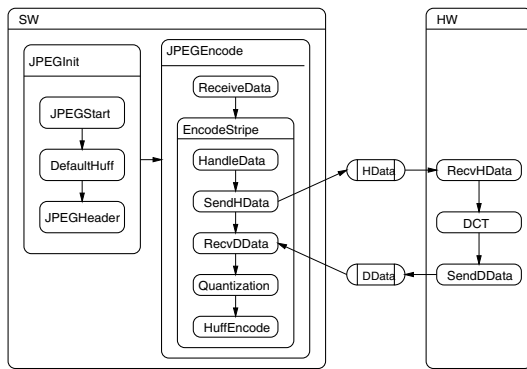 SW
HW
JPEGInit
JPEGStart
DefaultHuff
JPEGHeader
JPEGEncode
ReceiveData
EncodeStripe
HandleData
SendHData
RecvDData
Quantization
HuffEncode
HData
DData
RecvHData
DCT
SendDData